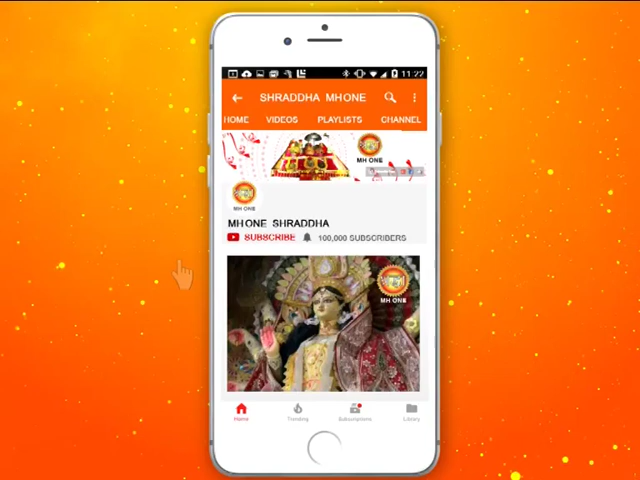 11:22
SHRADDHA MHONE
HOME VIDEOS PLAYLISTS CHANNEL
MH ONE
MH ONE
MHONE SHRADDHA
SUBSCRIBE 100,000 SUBSCRIBERS
MH ONE
Home Trending Subscriptions Library